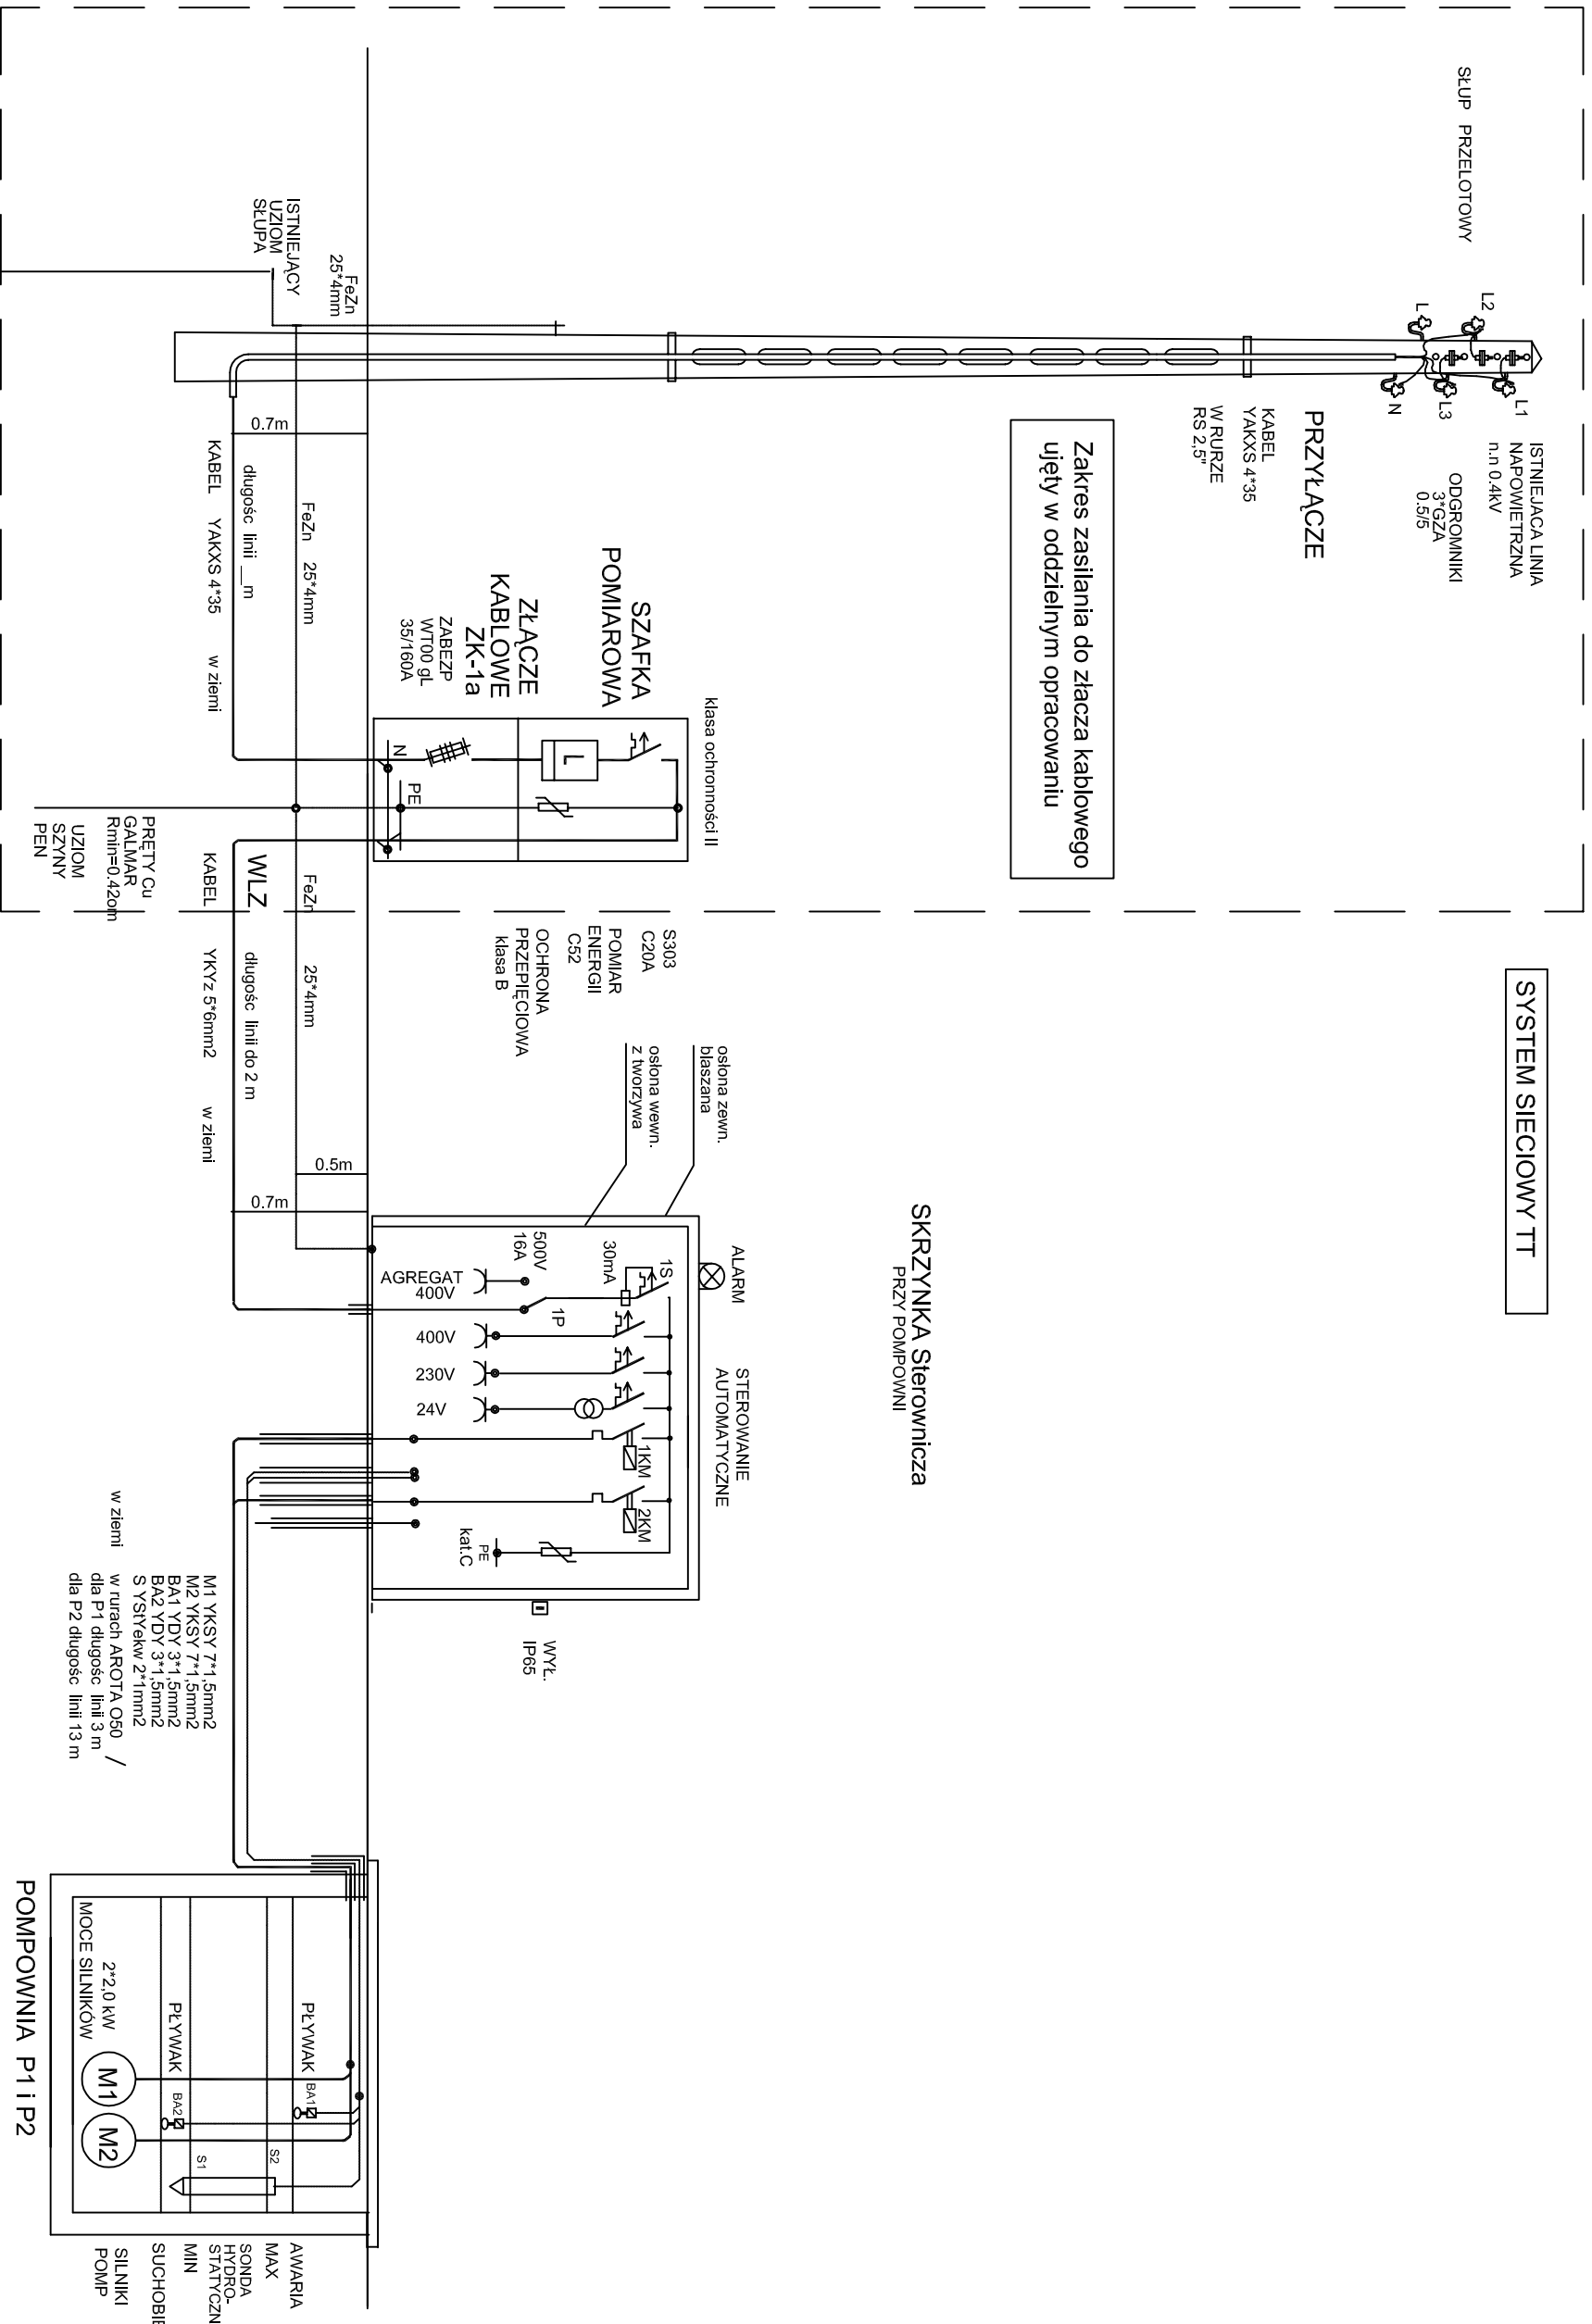 SŁUP PRZELOTOWY
L2
L
L1
L3
N
ISTNIEJACA LINIA
NAPOWIETRZNA
n.n 0.4kV
ODGROMNIKI
3*GZA
0.5/5
PRZYŁĄCZE
KABEL
YAKXS 4*35
W RURZE
RS 2,5"
Zakres zasilania do złacza kablowego
ujęty w oddzielnym opracowaniu
SYSTEM SIECIOWY TT
SZAFKA
POMIAROWA
ZŁĄCZE
KABLOWE
ZK-1a
ZABEZP
WT00 gL
35/160A
klasa ochronności II
L
N
PE
S303
C20A
POMIAR
ENERGII
C52
OCHRONA
PRZEPIĘCIOWA
klasa B
FeZn
25*4mm
ISTNIEJĄCY
UZIOM
SŁUPA
0.7m
FeZn 25*4mm
długośc linii __m
KABEL YAKXS 4*35 w ziemi
PRĘTY Cu
GALMAR
Rmin=0.42om
UZIOM
SZYNY
PEN
FeZn 25*4mm
WLZ długośc linii do 2 m
KABEL YKYz 5*6mm2 w ziemi
0.5m
0.7m
osłona zewn.
blaszana
osłona wewn.
z tworzywa
SKRZYNKA Sterownicza
PRZY POMPOWNI
ALARM
STEROWANIE
AUTOMATYCZNE
1S
30mA
500V
16A
1P
AGREGAT
400V
400V
230V
24V
1KM
2KM
PE
kat.C
WYŁ.
IP65
M1 YKSY 7*1,5mm2
M2 YKSY 7*1,5mm2
BA1 YDY 3*1,5mm2
BA2 YDY 3*1,5mm2
S YStYekw 2*1mm2
w ziemi w rurach AROTA O50 /
dla P1 długośc linii 3 m
dla P2 długośc linii 13 m
PŁYWAK
BA1
PŁYWAK
BA2
S2
S1
2*2,0 kW
MOCE SILNIKÓW
M1
M2
AWARIA
MAX
SONDA
HYDRO-
STATYCZN
MIN
SUCHOBIE
SILNIKI
POMP
POMPOWNIA P1 i P2